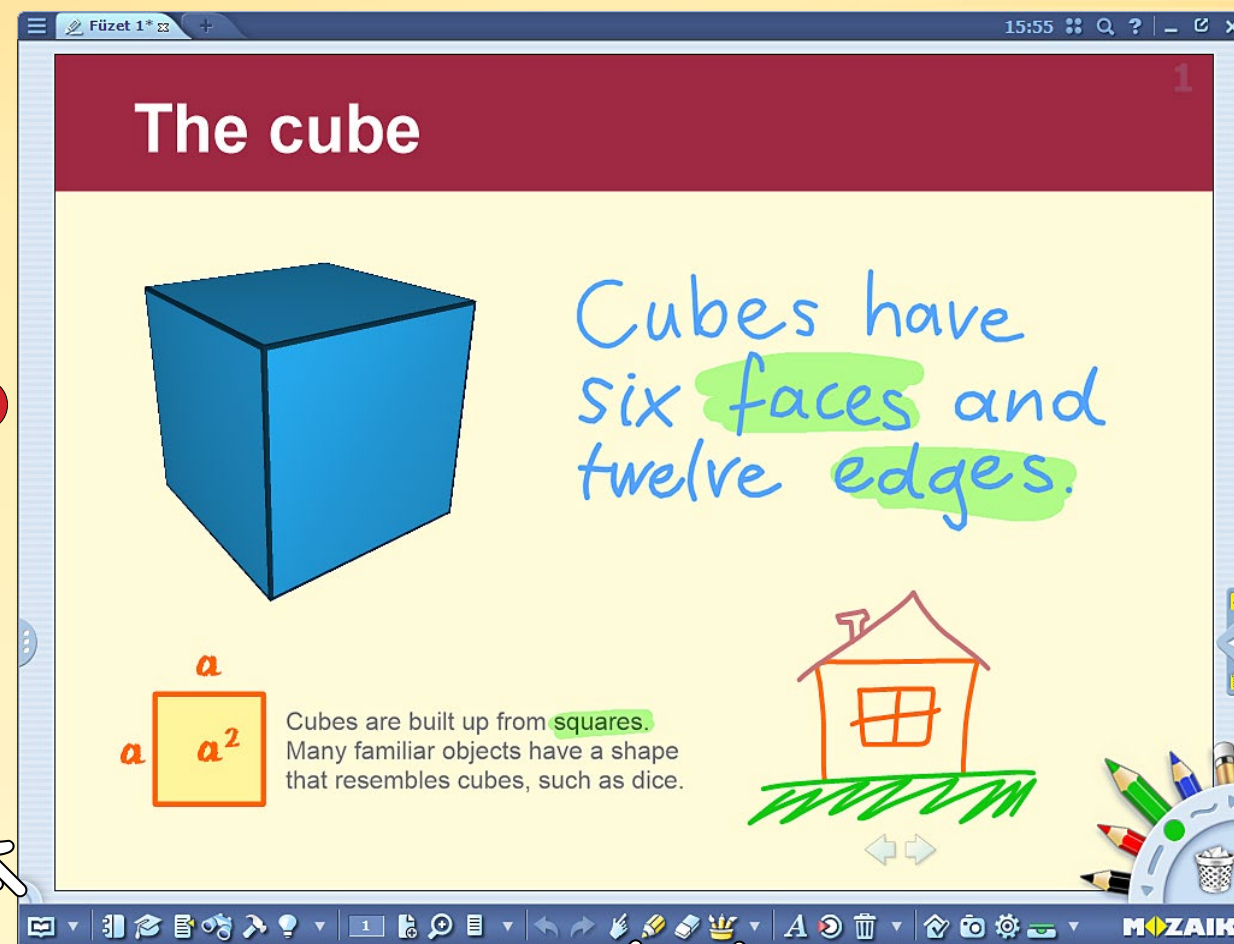 Füzet 1*
15:55
1
The cube
Cubes have
six faces and
twelve edges.
a
a
a²
Cubes are built up from squares.
Many familiar objects have a shape
that resembles cubes, such as dice.
1
MOZAIK